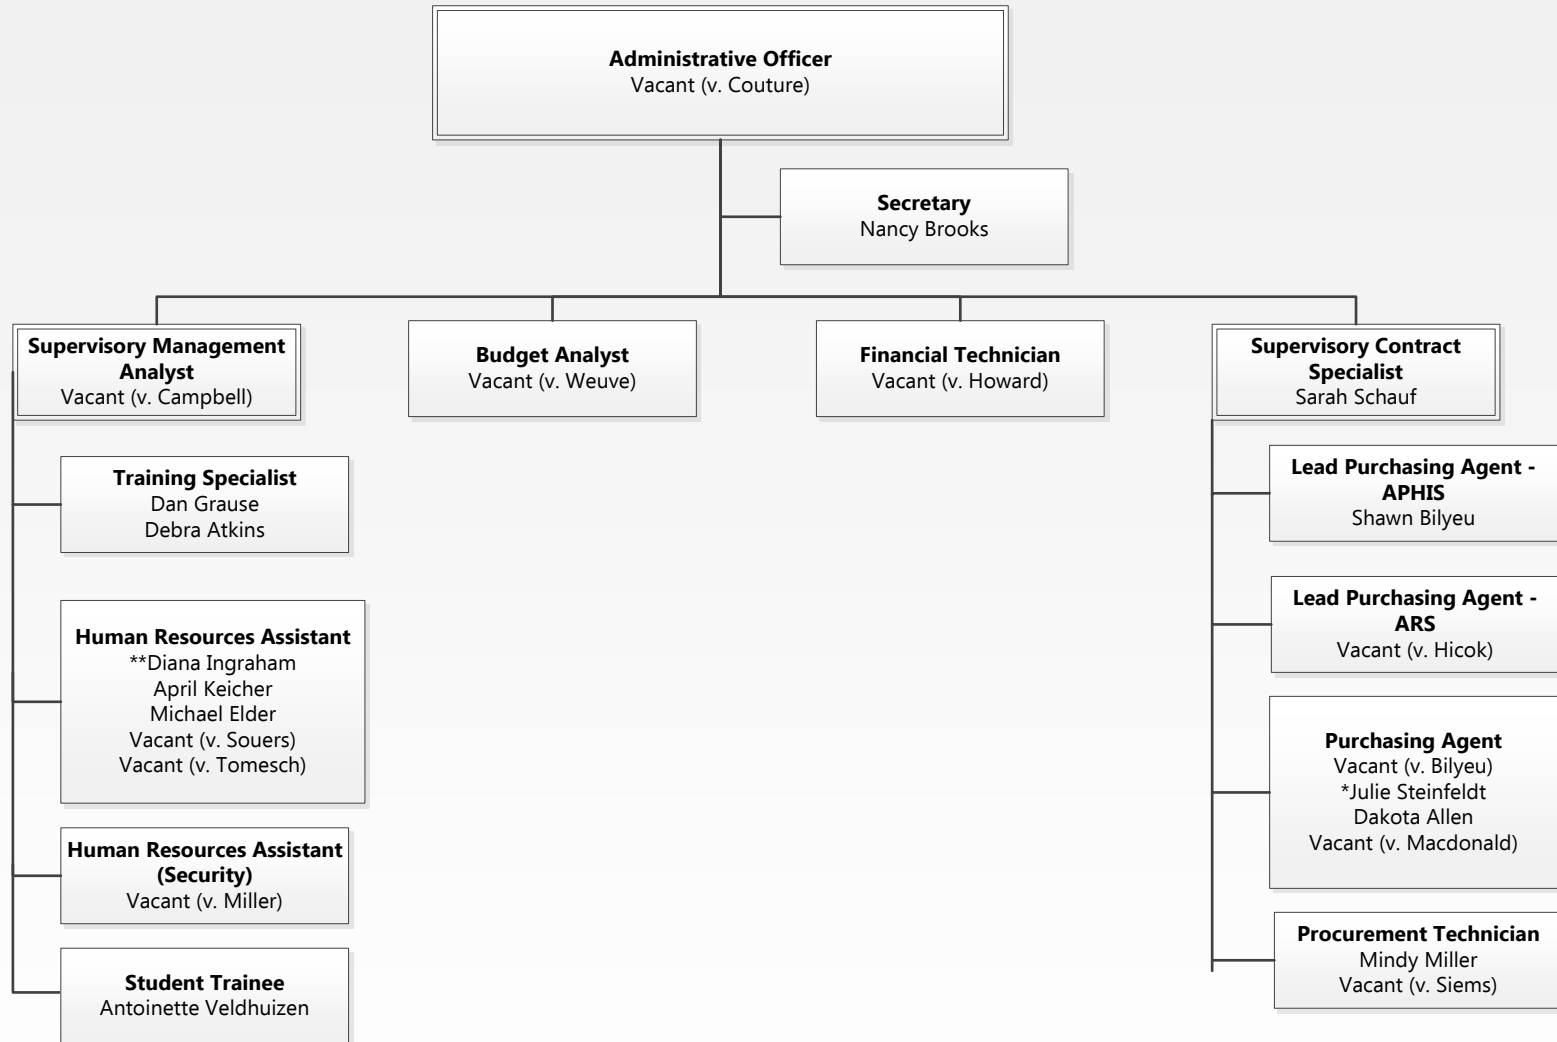 Administrative Officer
Vacant (v. Couture)
Secretary
Nancy Brooks
Supervisory Management
Analyst
Vacant (v. Campbell)
Budget Analyst
Vacant (v. Weuve)
Financial Technician
Vacant (v. Howard)
Supervisory Contract
Specialist
Sarah Schauf
Training Specialist
Dan Grause
Debra Atkins
Human Resources Assistant
**Diana Ingraham
April Keicher
Michael Elder
Vacant (v. Souers)
Vacant (v. Tomesch)
Human Resources Assistant
(Security)
Vacant (v. Miller)
Student Trainee
Antoinette Veldhuizen
Lead Purchasing Agent -
APHIS
Shawn Bilyeu
Lead Purchasing Agent -
ARS
Vacant (v. Hicok)
Purchasing Agent
Vacant (v. Bilyeu)
*Julie Steinfeldt
Dakota Allen
Vacant (v. Macdonald)
Procurement Technician
Mindy Miller
Vacant (v. Siems)